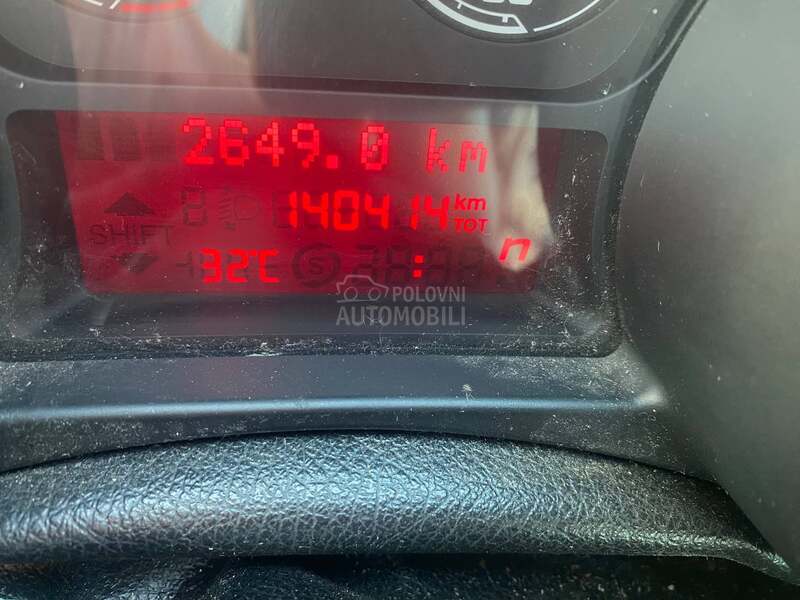 2649.0 km
140414 km TOT
SHIFT
32°C S : n
POLOVNI
AUTOMOBILI